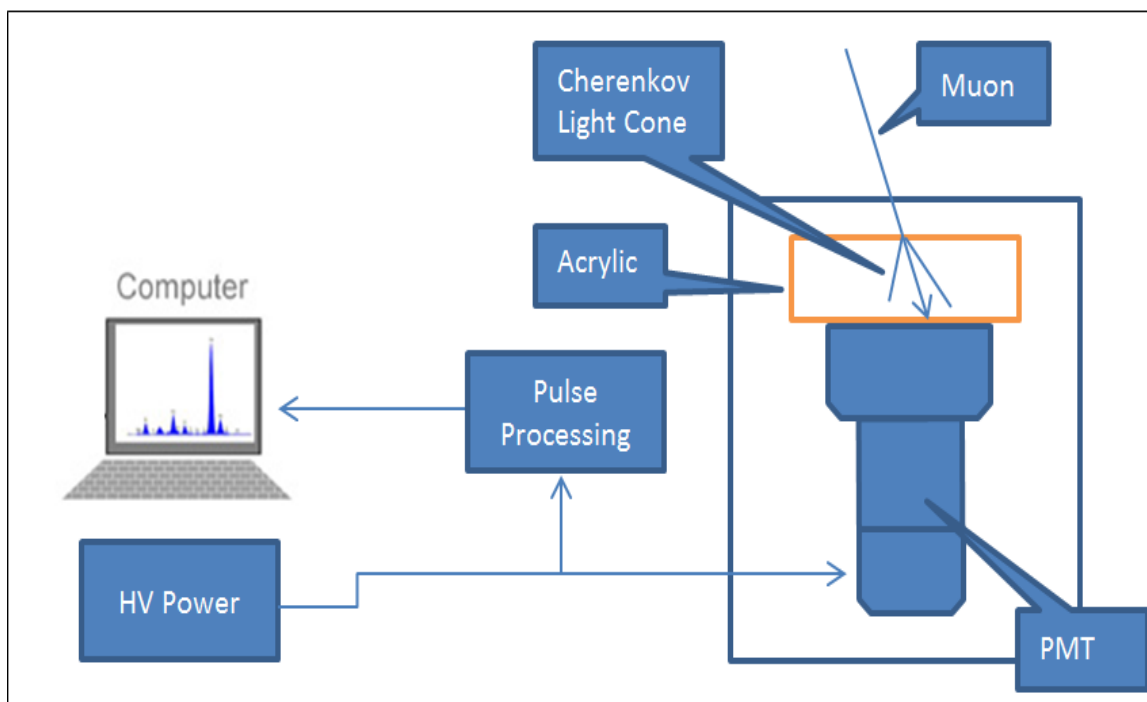 Cherenkov
Light Cone
Muon
Acrylic
Computer
Pulse
Processing
HV Power
PMT